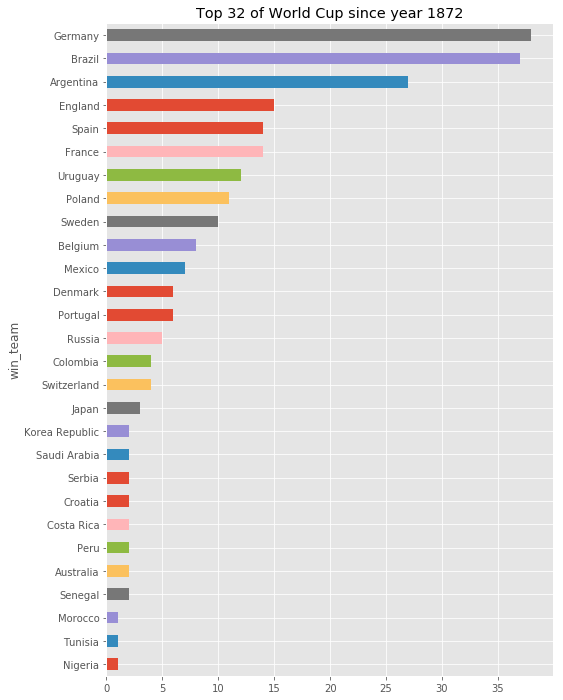 Top 32 of World Cup since year 1872
Germany
Brazil
Argentina
England
Spain
France
Uruguay
Poland
Sweden
Belgium
Mexico
Denmark
Portugal
Russia
Colombia
Switzerland
Japan
Korea Republic
Saudi Arabia
Serbia
Croatia
Costa Rica
Peru
Australia
Senegal
Morocco
Tunisia
Nigeria
win_team
0 5 10 15 20 25 30 35